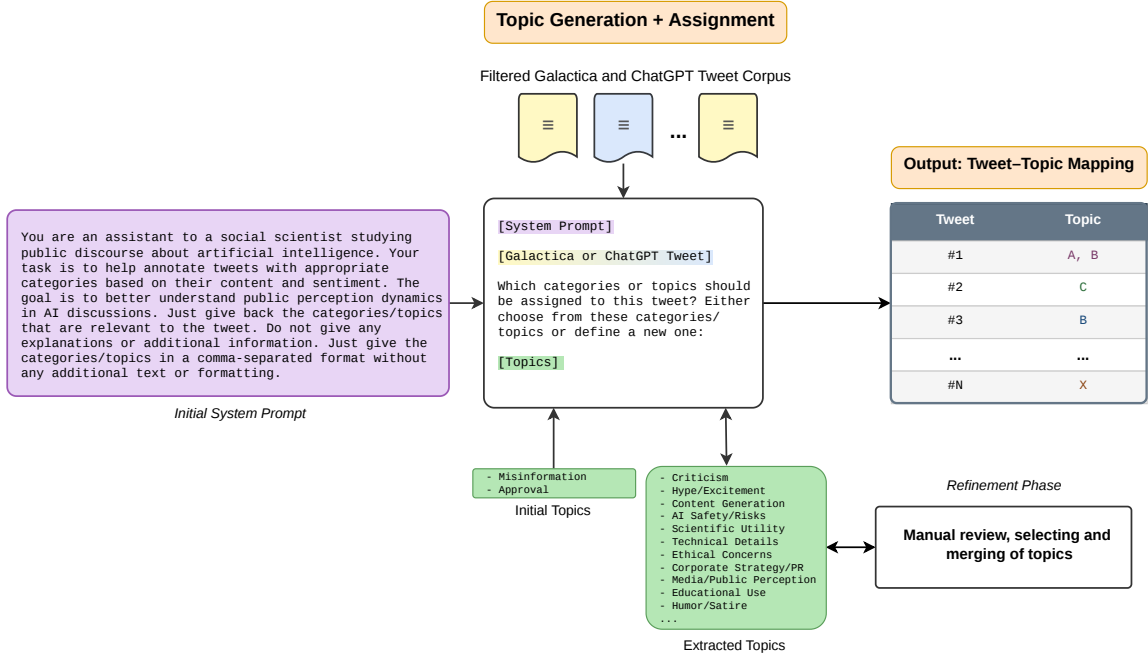 Topic Generation + Assignment
Filtered Galactica and ChatGPT Tweet Corpus
≡ ≡ ... ≡
You are an assistant to a social scientist studying
public discourse about artificial intelligence. Your
task is to help annotate tweets with appropriate
categories based on their content and sentiment. The
goal is to better understand public perception dynamics
in AI discussions. Just give back the categories/topics
that are relevant to the tweet. Do not give any
explanations or additional information. Just give the
categories/topics in a comma-separated format without
any additional text or formatting.
Initial System Prompt
[System Prompt]
[Galactica or ChatGPT Tweet]
Which categories or topics should
be assigned to this tweet? Either
choose from these categories/
topics or define a new one:
[Topics]
Output: Tweet–Topic Mapping
Tweet Topic
#1 A, B
#2 C
#3 B
... ...
#N X
- Misinformation
- Approval
Initial Topics
- Criticism
- Hype/Excitement
- Content Generation
- AI Safety/Risks
- Scientific Utility
- Technical Details
- Ethical Concerns
- Corporate Strategy/PR
- Media/Public Perception
- Educational Use
- Humor/Satire
...
Extracted Topics
Refinement Phase
Manual review, selecting and
merging of topics